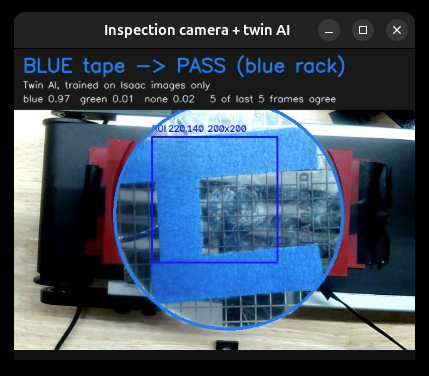 Inspection camera + twin AI
BLUE tape -> PASS (blue rack)
Twin AI, trained on Isaac images only
blue 0.97 green 0.01 none 0.02 5 of last 5 frames agree
ROI 220,140 200x200